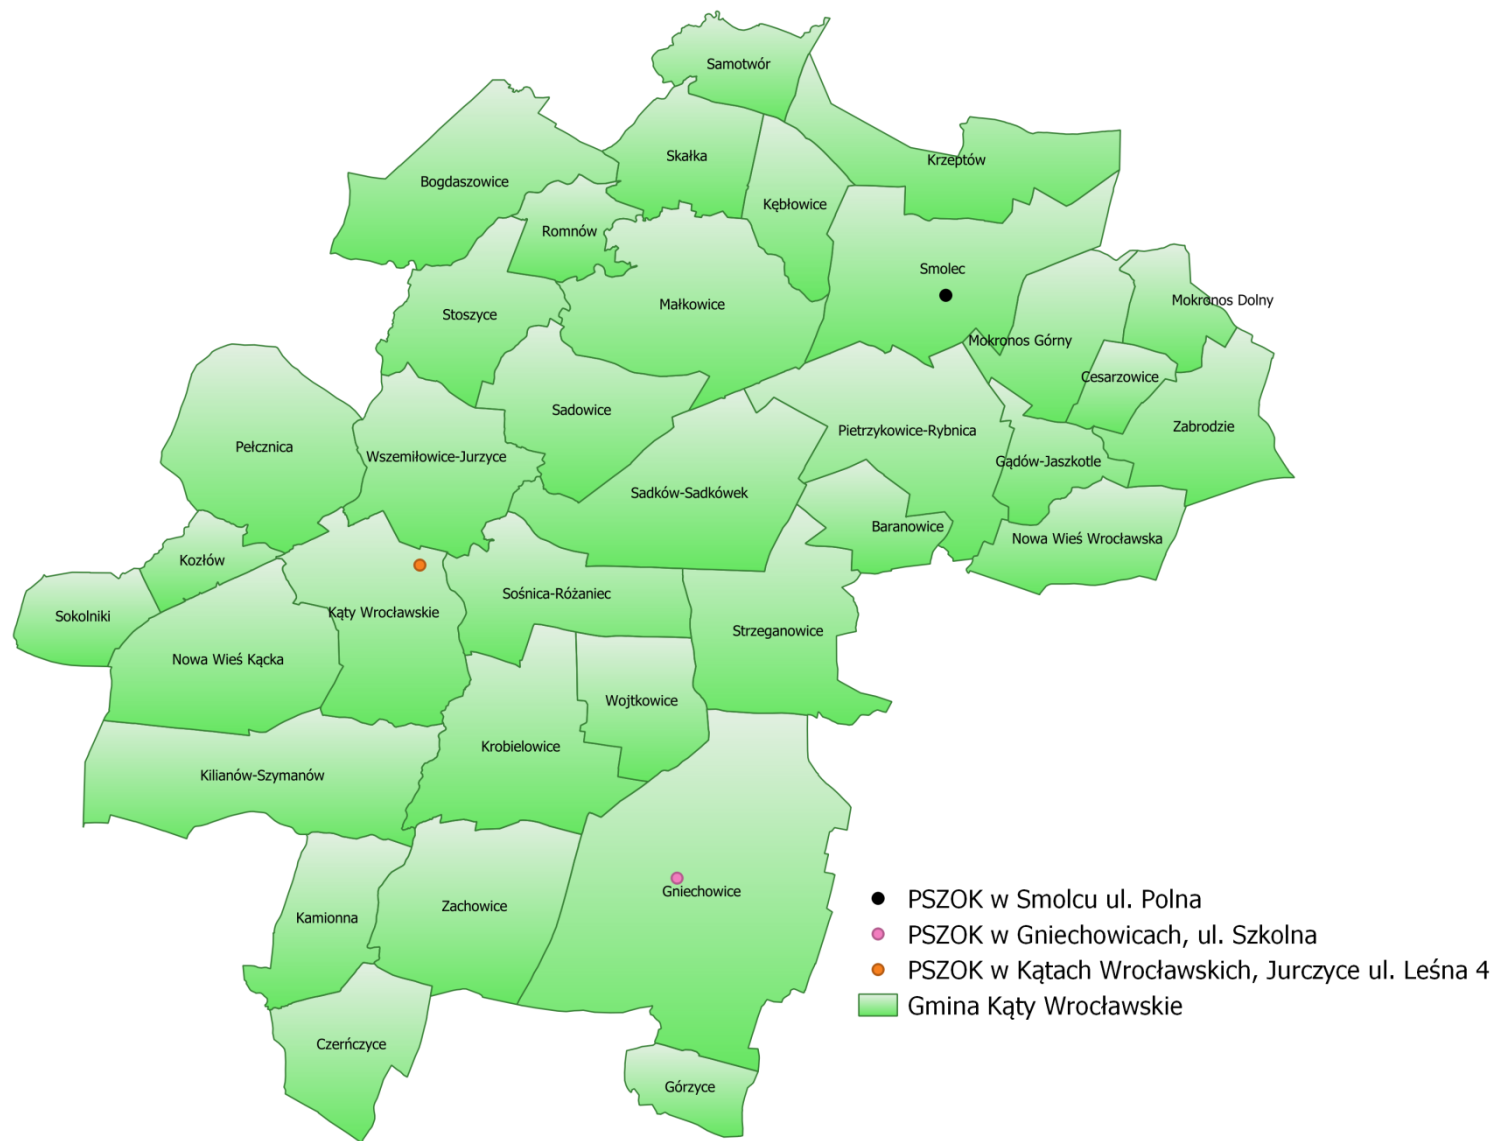 Samotwór
Skałka
Krzeptów
Bogdaszowice
Kębłowice
Romnów
Smolec
Mokronos Dolny
Małkowice
Stoszyce
Mokronos Górny
Cesarzowice
Sadowice
Zabrodzie
Pietrzykowice-Rybnica
Pełcznica
Wszemiłowice-Jurzyce
Gądów-Jaszkotle
Sadków-Sadkówek
Baranowice
Nowa Wieś Wrocławska
Kozłów
Sośnica-Różaniec
Kąty Wrocławskie
Sokolniki
Strzeganowice
Nowa Wieś Kącka
Wojtkowice
Krobielowice
Kilianów-Szymanów
Gniechowice
Zachowice
Kamionna
Czerńczyce
Górzyce
PSZOK w Smolcu ul. Polna
PSZOK w Gniechowicach, ul. Szkolna
PSZOK w Kątach Wrocławskich, Jurczyce ul. Leśna 4
Gmina Kąty Wrocławskie